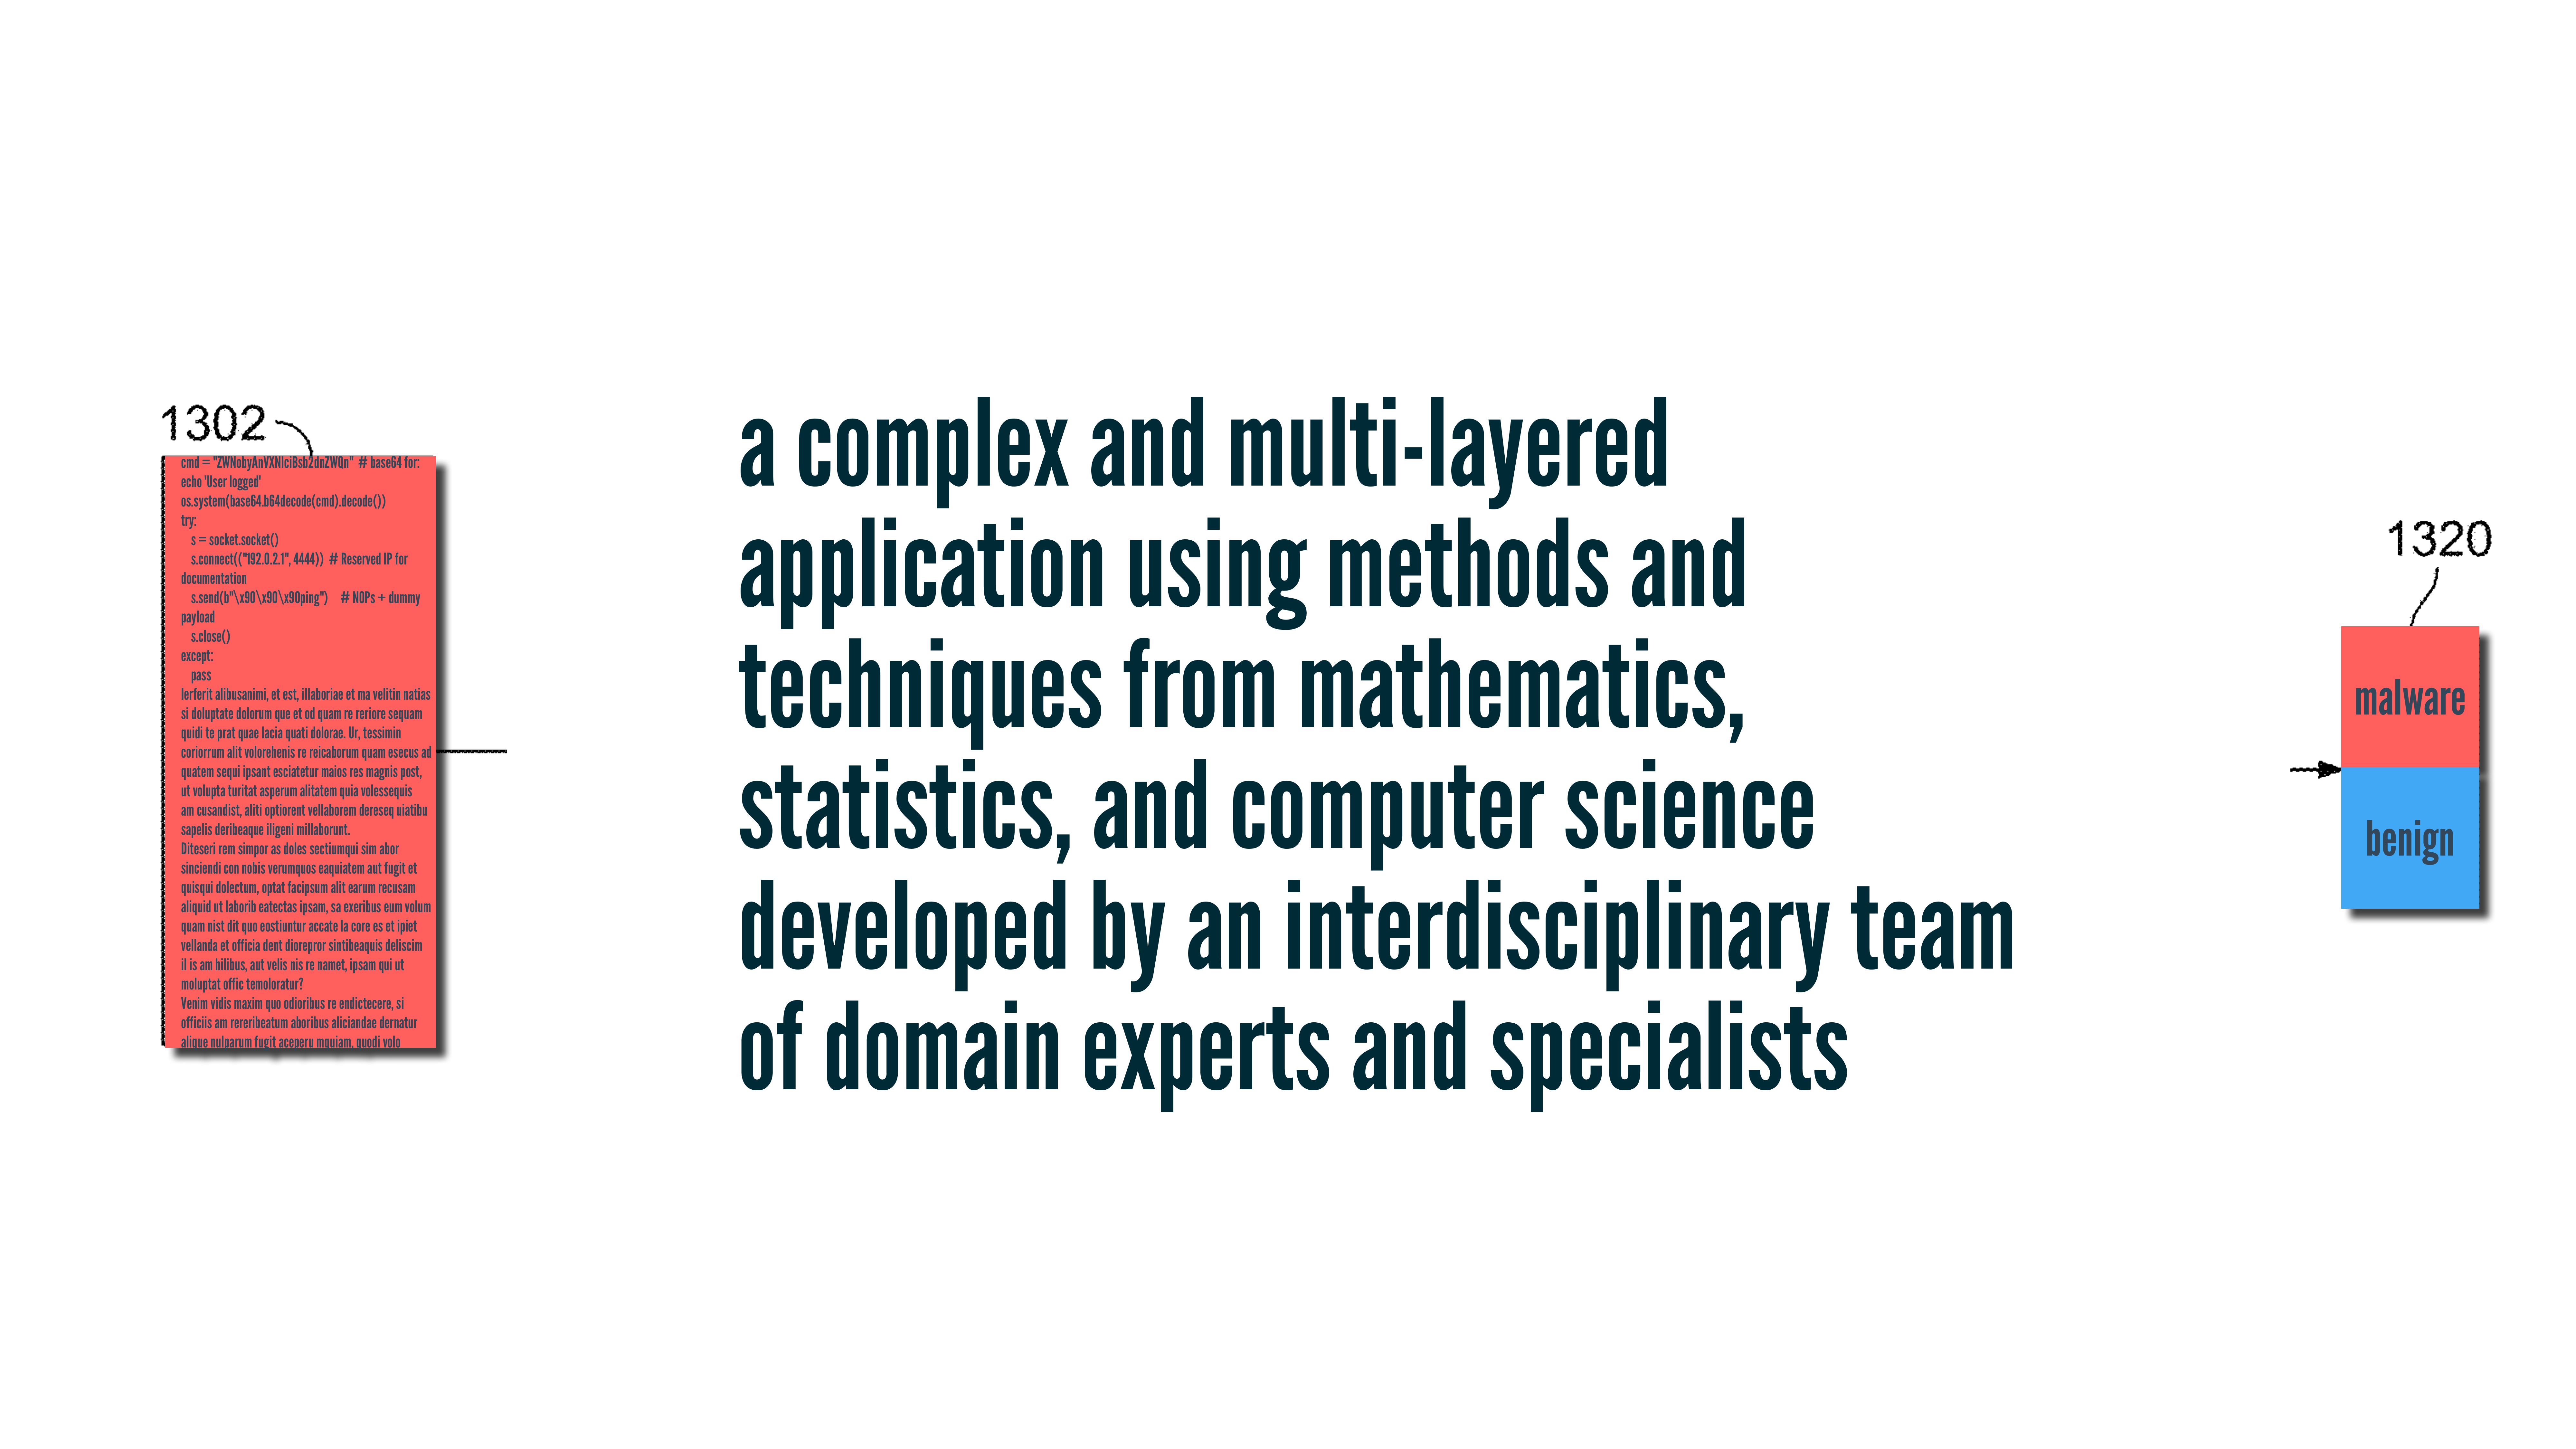 1302
cmd = "ZWNobyAnVXNlciBsb2dnZWQn"  # base64 for:
echo 'User logged'
os.system(base64.b64decode(cmd).decode())
try:
s = socket.socket()
s.connect(("192.0.2.1", 4444))  # Reserved IP for
documentation
s.send(b"\x90\x90\x90ping")    # NOPs + dummy
payload
s.close()
except:
pass
Ierferit alibusanimi, et est, illaboriae et ma velitin natias
si doluptate dolorum que et od quam re reriore sequam
quidi te prat quae lacia quati dolorae. Ur, tessimin
coriorrum alit volorehenis re reicaborum quam esecus ad
quatem sequi ipsant esciatetur maios res magnis post,
ut volupta turitat asperum alitatem quia volessequis
am cusandist, aliti optiorent vellaborem dereseq uiatibu
sapelis deribeaque iligeni millaborunt.
Diteseri rem simpor as doles sectiumqui sim abor
sinciendi con nobis verumquos eaquiatem aut fugit et
quisqui dolectum, optat facipsum alit earum recusam
aliquid ut laborib eatectas ipsam, sa exeribus eum volum
quam nist dit quo eostiuntur accate la core es et ipiet
vellanda et officia dent diorepror sintibeaquis deliscim
il is am hilibus, aut velis nis re namet, ipsam qui ut
moluptat offic temoloratur?
Venim vidis maxim quo odioribus re endictecere, si
officiis am rereribeatum aboribus aliciandae dernatur
alique nulparum fugit aceperu mquiam, quodi volo
a complex and multi-layered
application using methods and
techniques from mathematics,
statistics, and computer science
developed by an interdisciplinary team
of domain experts and specialists
1320
malware
benign